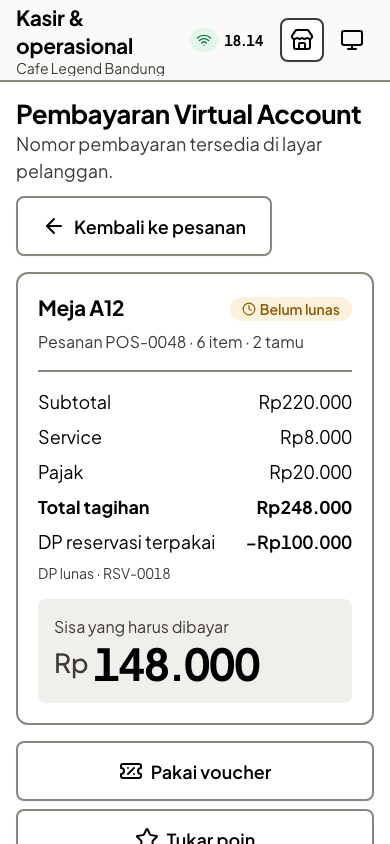 Kasir &
operasional
Cafe Legend Bandung
18.14
Pembayaran Virtual Account
Nomor pembayaran tersedia di layar
pelanggan.
Kembali ke pesanan
Meja A12
Belum lunas
Pesanan POS-0048 · 6 item · 2 tamu
Subtotal Rp220.000
Service Rp8.000
Pajak Rp20.000
Total tagihan Rp248.000
DP reservasi terpakai −Rp100.000
DP lunas · RSV-0018
Sisa yang harus dibayar
Rp 148.000
Pakai voucher
Tukar poin